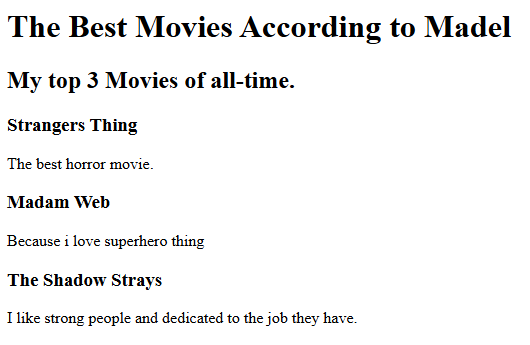 The Best Movies According to Madel
My top 3 Movies of all-time.
Strangers Thing
The best horror movie.
Madam Web
Because i love superhero thing
The Shadow Strays
I like strong people and dedicated to the job they have.